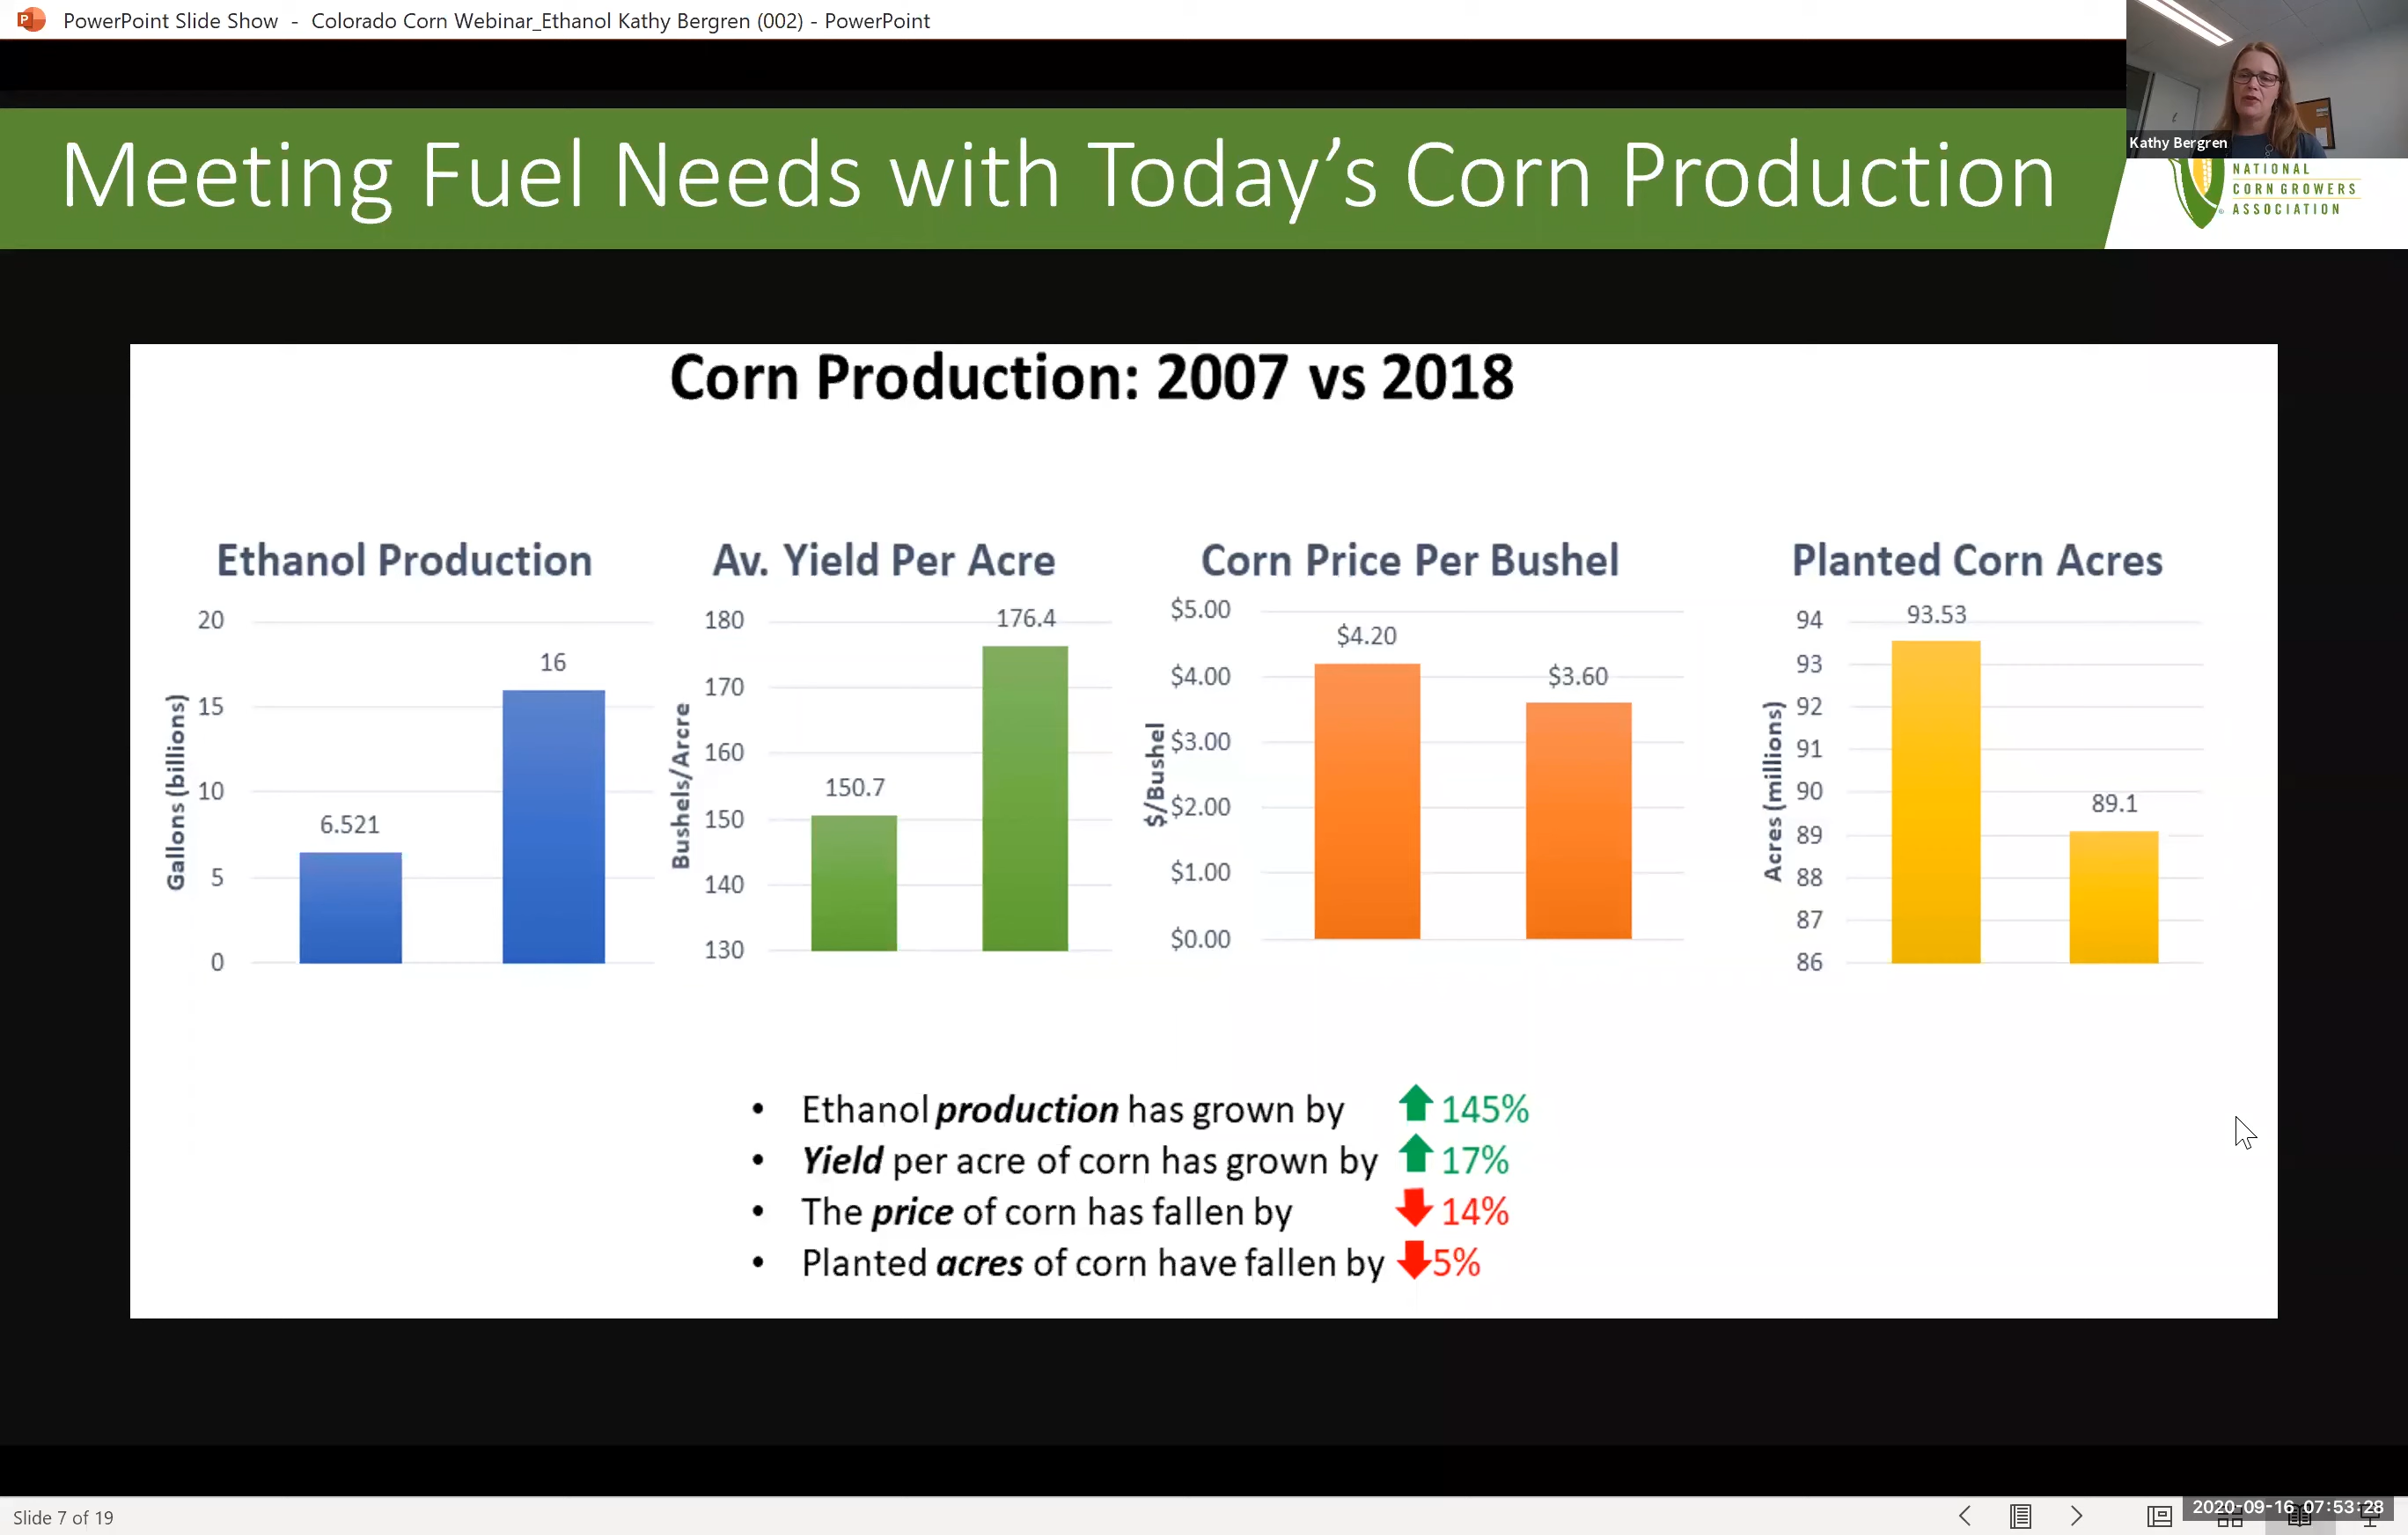 PowerPoint Slide Show - Colorado Corn Webinar_Ethanol Kathy Bergren (002) - PowerPoint
Kathy Bergren
Meeting Fuel Needs with Today's Corn Production
NATIONAL
CORN GROWERS
ASSOCIATION
Corn Production: 2007 vs 2018
Ethanol Production
Gallons (billions)
20
15
10
5
0
6.521
16
Av. Yield Per Acre
Bushels/Arcre
180
170
160
150
140
130
150.7
176.4
Corn Price Per Bushel
$/Bushel
$5.00
$4.00
$3.00
$2.00
$1.00
$0.00
$4.20
$3.60
Planted Corn Acres
Acres (millions)
94
93
92
91
90
89
88
87
86
93.53
89.1
• Ethanol production has grown by 145%
• Yield per acre of corn has grown by 17%
• The price of corn has fallen by 14%
• Planted acres of corn have fallen by 5%
Slide 7 of 19
2020-09-16 07:53:28